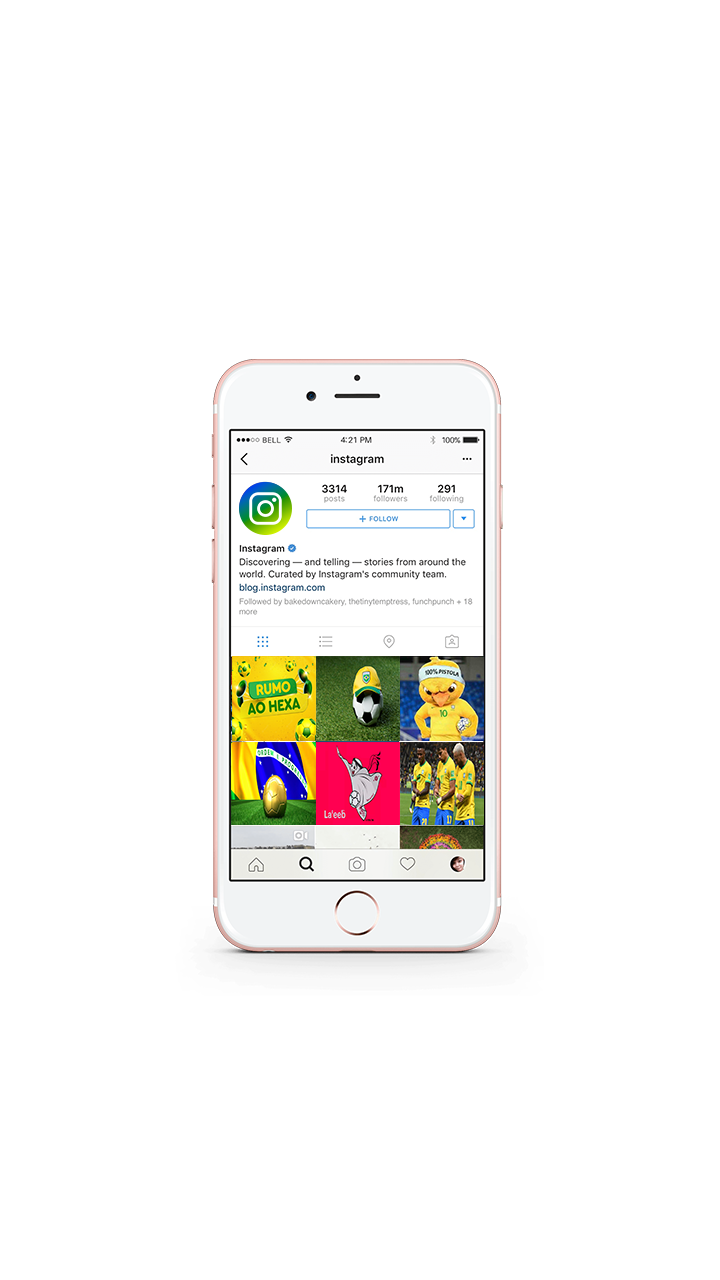 BELL
4:21 PM
100%
instagram
3314
171m
291
posts
followers
following
+ FOLLOW
Instagram
Discovering — and telling — stories from around the
world. Curated by Instagram's community team.
blog.instagram.com
Followed by bakedowncakery, thetinytemptress, funchpunch + 18
more
RUMO
AO HEXA
100% PISTOLA
10
La'eeb